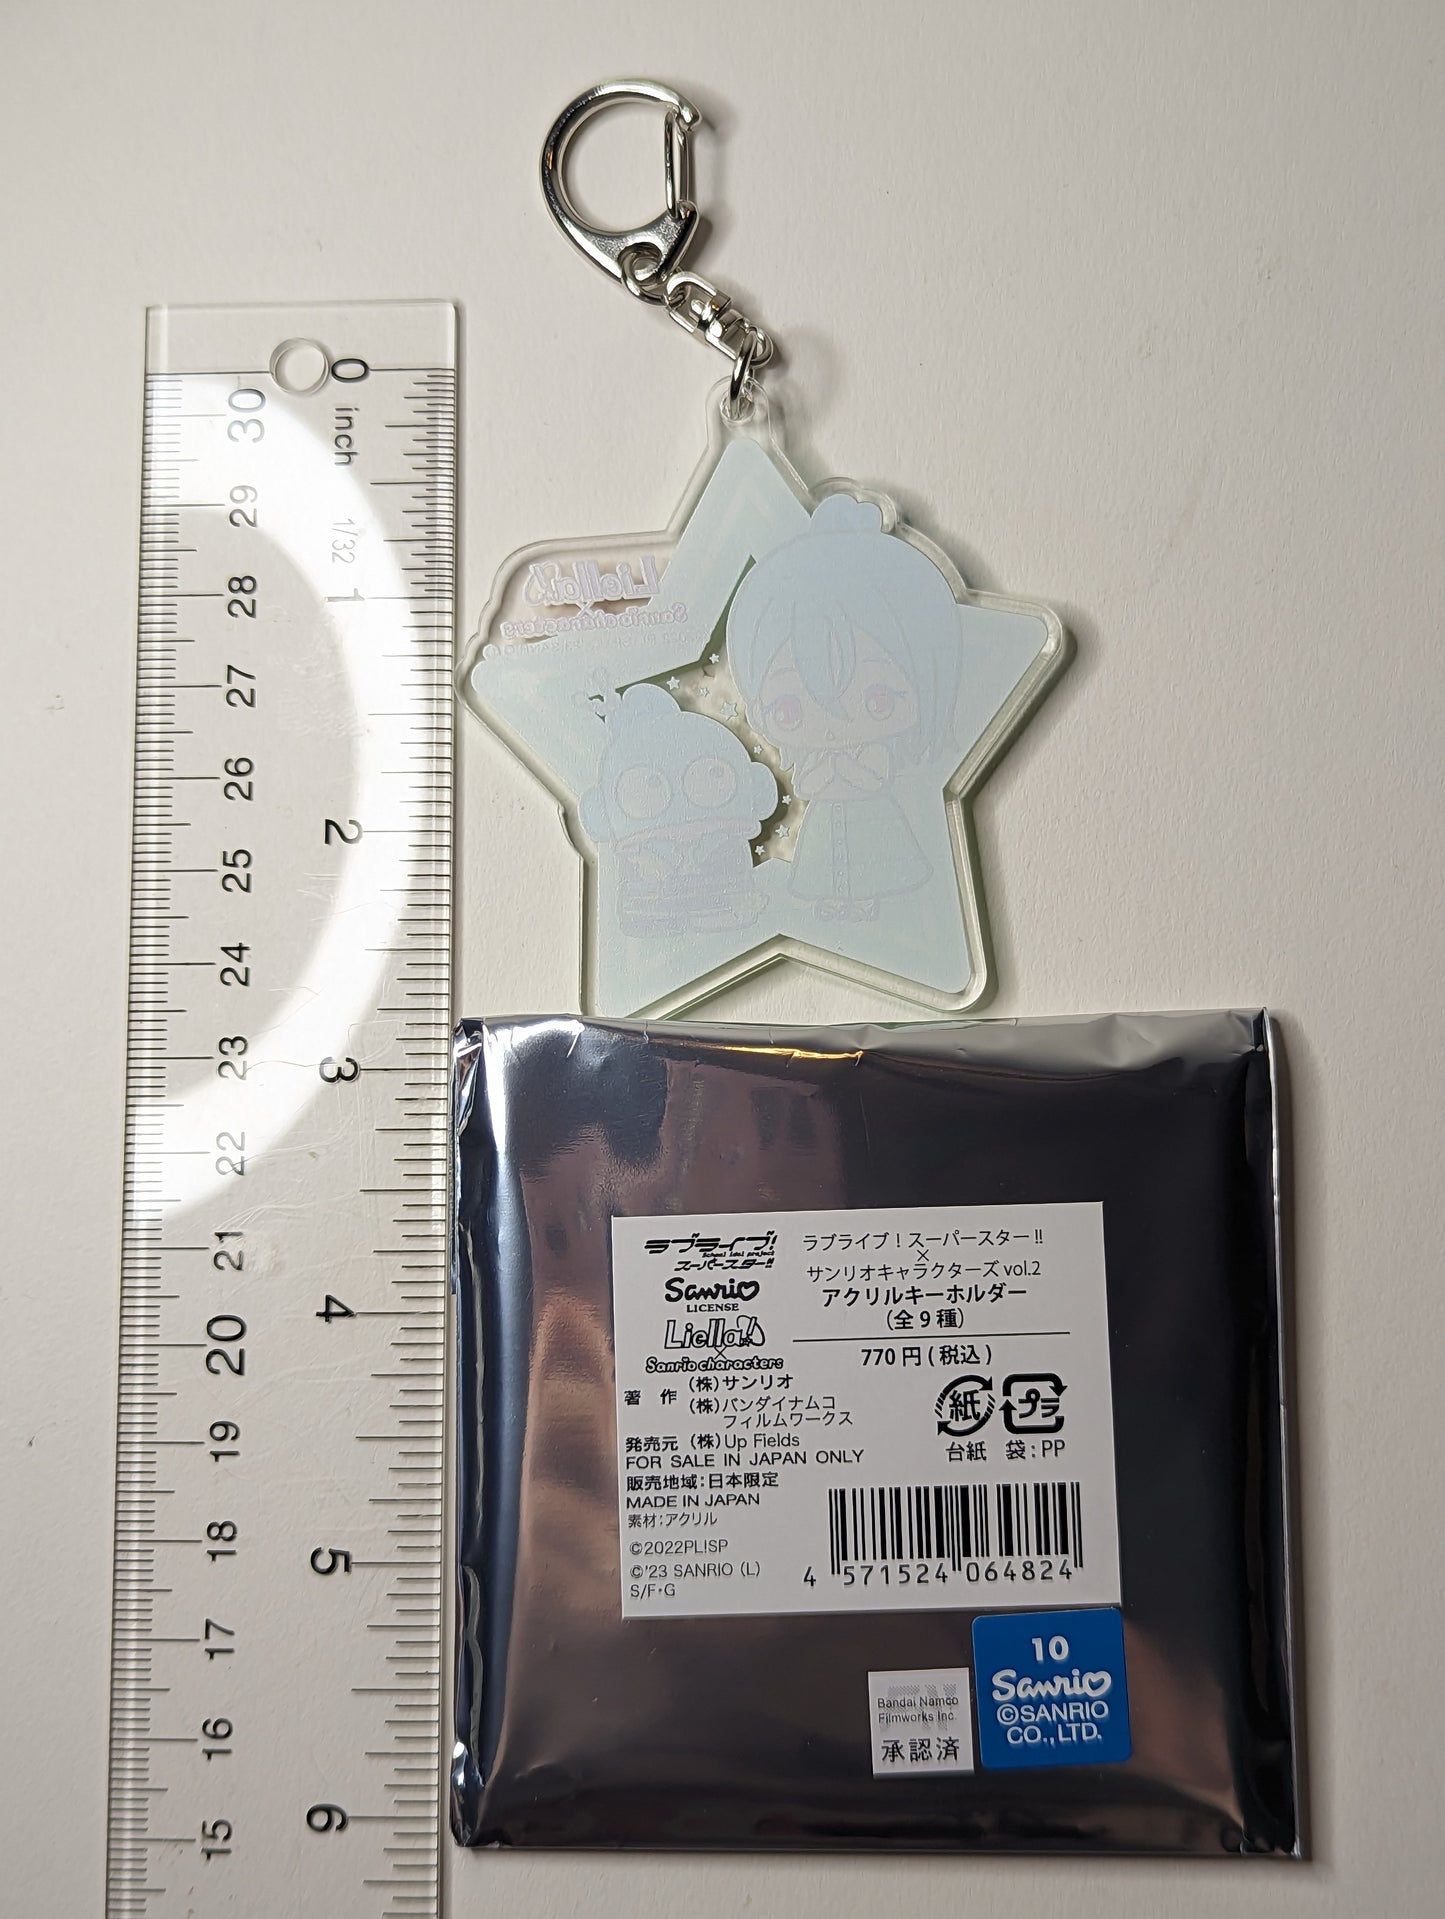 0
inch
1/32
1
2
3
4
5
6
30
29
28
27
26
25
24
23
22
21
20
19
18
17
16
15
Liella!
×
Sanrio characters
ラブライブ!
School idol project
スーパースター!!
Sanrio
LICENSE
Liella!
×
Sanrio characters
ラブライブ!スーパースター!!
×
サンリオキャラクターズ vol.2
アクリルキーホルダー
(全9種)
770円(税込)
著 作 (株)サンリオ
(株)バンダイナムコ
フィルムワークス
発売元 (株)Up Fields
FOR SALE IN JAPAN ONLY
販売地域:日本限定
MADE IN JAPAN
素材:アクリル
©2022PL!SP
©'23 SANRIO (L)
S/F・G
紙 プラ
台紙 袋:PP
4 571524 064824
Bandai Namco
Filmworks Inc.
承認済
10
Sanrio
©SANRIO
CO.,LTD.